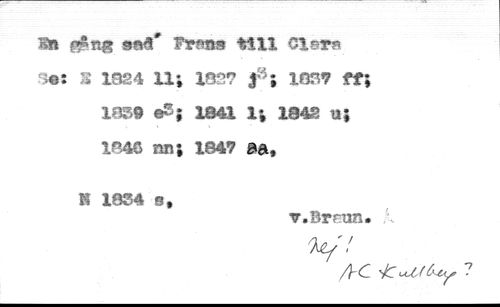 En gång sad´ Frans till Clara
Se: E 1824 ll; 1827 j³; 1837 ff;
1839 e³; 1841 l; 1842 u;
1846 nn; 1847 aa,
N 1834 s,
v.Braun.
Nej!
AC Kullberg?